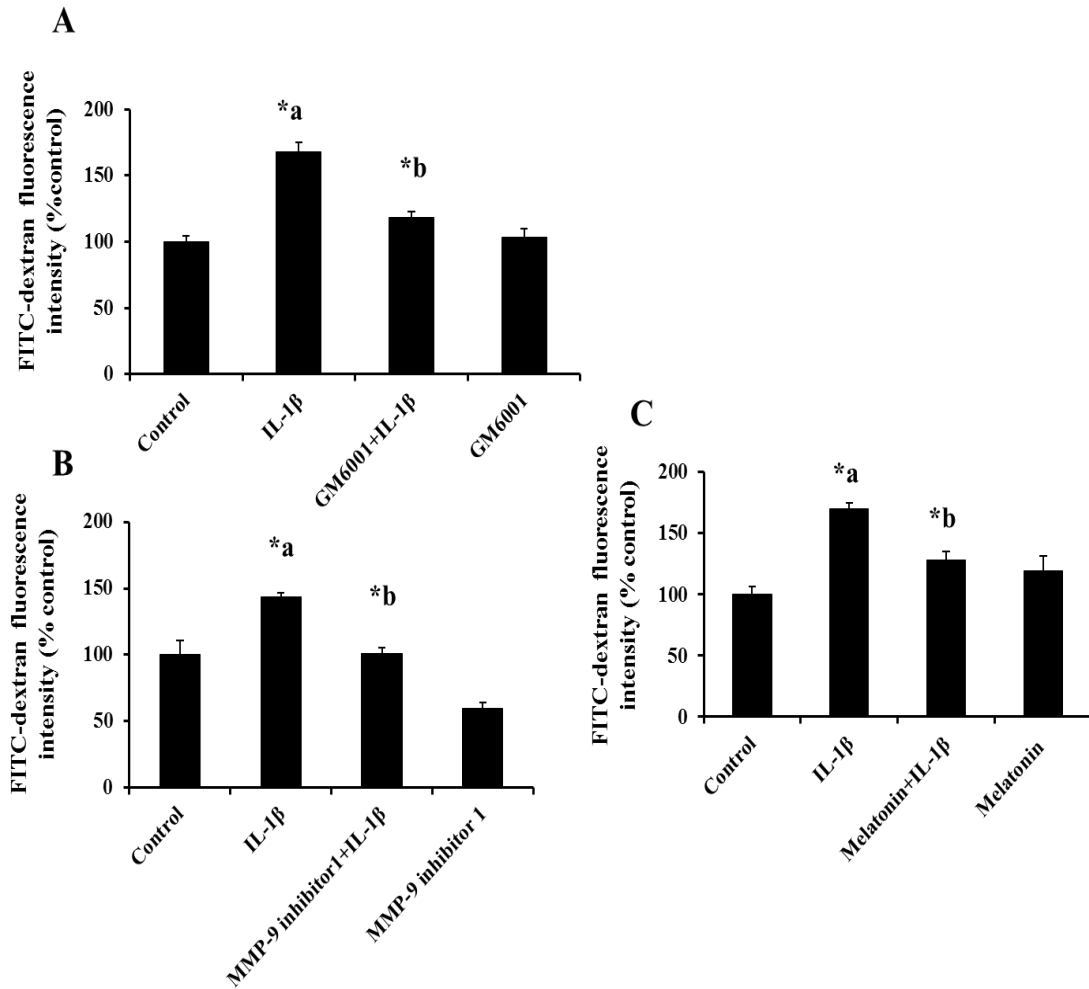 A
FITC-dextran fluorescence
intensity (%control)
200
150
100
50
0
*a
*b
Control
IL-1β
GM6001+IL-1β
GM6001
B
FITC-dextran fluorescence
intensity (% control)
200
150
100
50
0
*a
*b
Control
IL-1β
MMP-9 inhibitor1+IL-1β
MMP-9 inhibitor 1
C
FITC-dextran fluorescence
intensity (% control)
200
150
100
50
0
*a
*b
Control
IL-1β
Melatonin+IL-1β
Melatonin